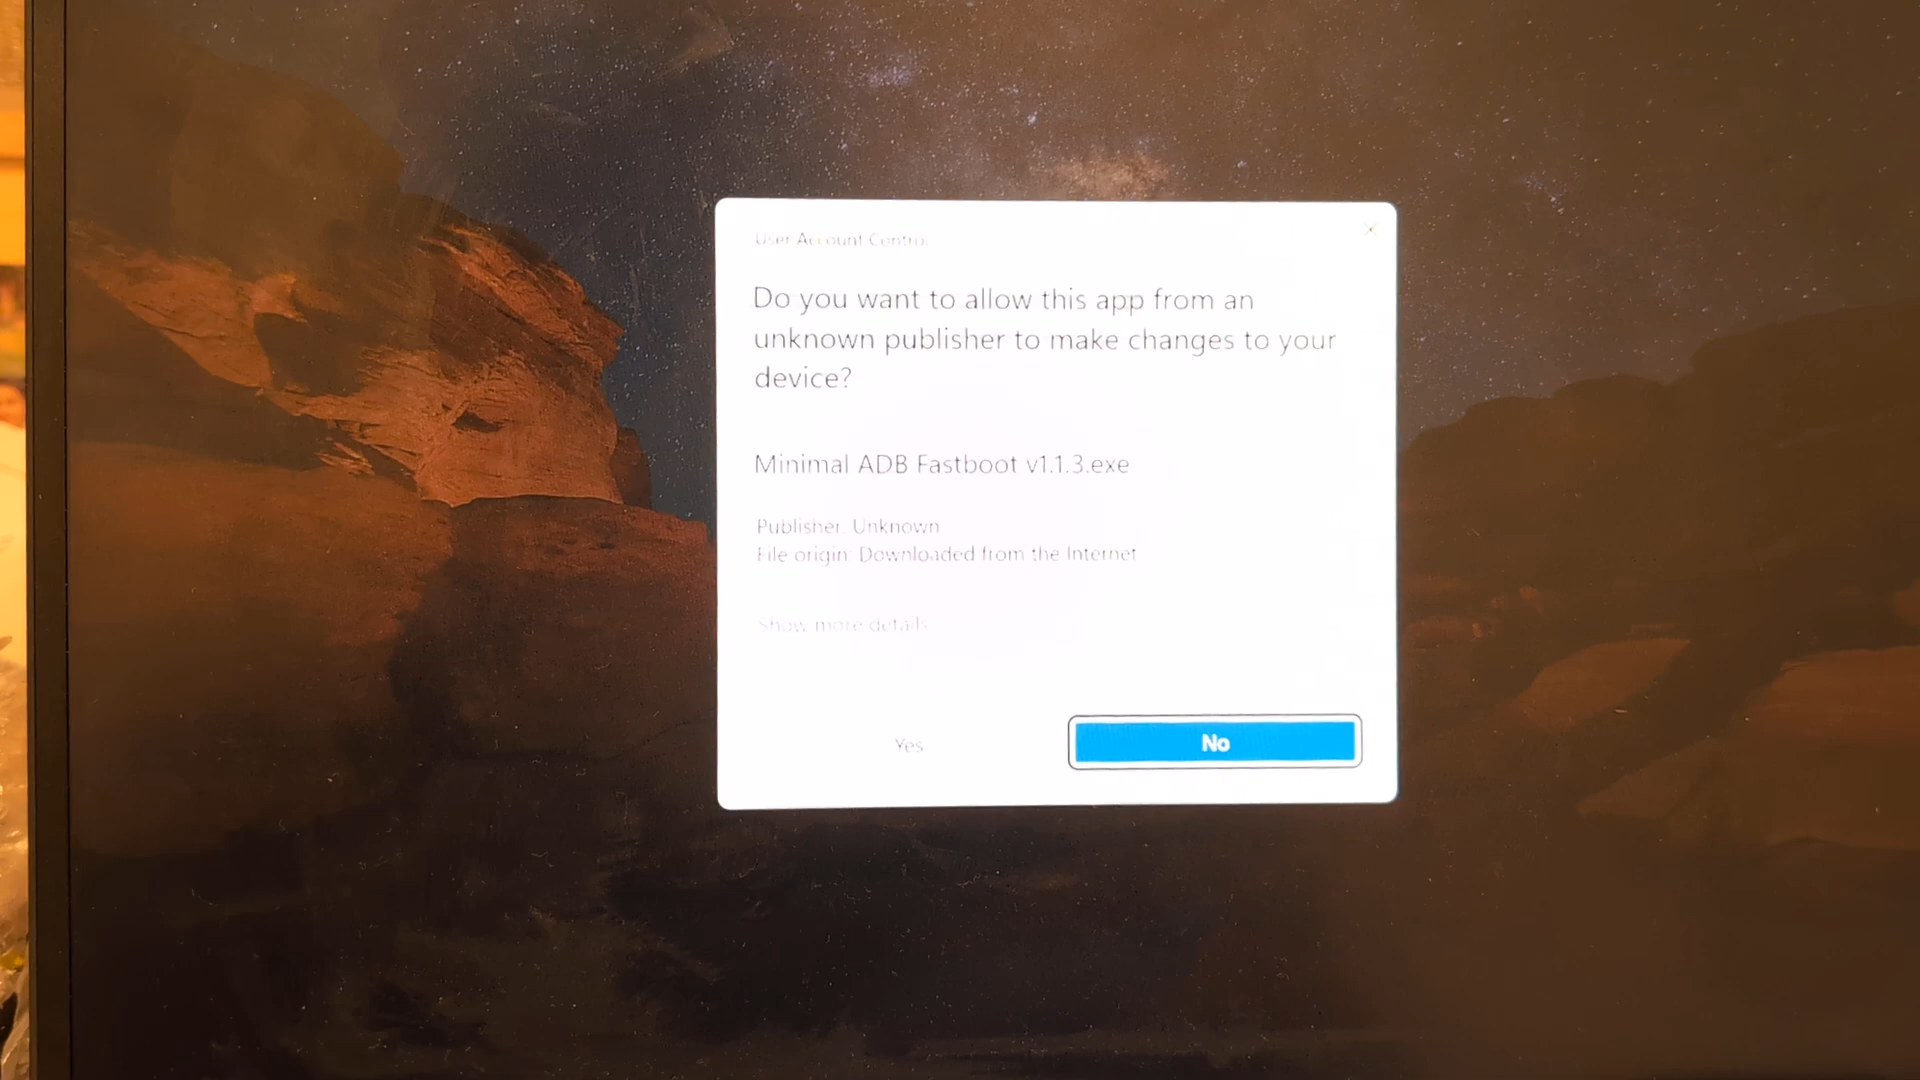 User Account Control
Do you want to allow this app from an
unknown publisher to make changes to your
device?
Minimal ADB Fastboot v1.1.3.exe
Publisher: Unknown
File origin: Downloaded from the Internet
Show more details
Yes
No